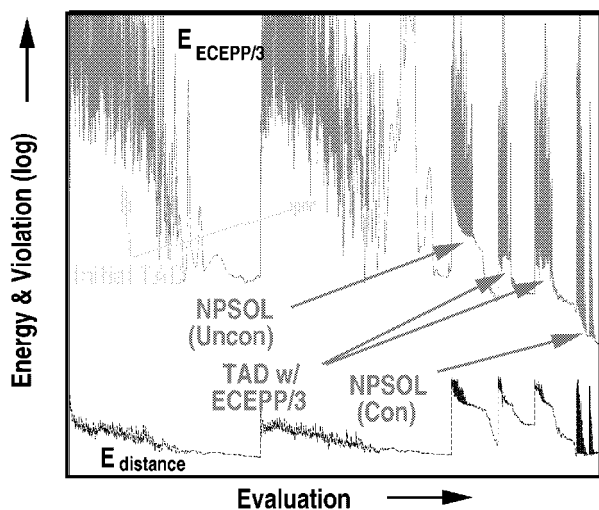 E ECEPP/3
Energy & Violation (log)
Initial TAD
NPSOL
(Uncon)
TAD w/
ECEPP/3
NPSOL
(Con)
E distance
Evaluation